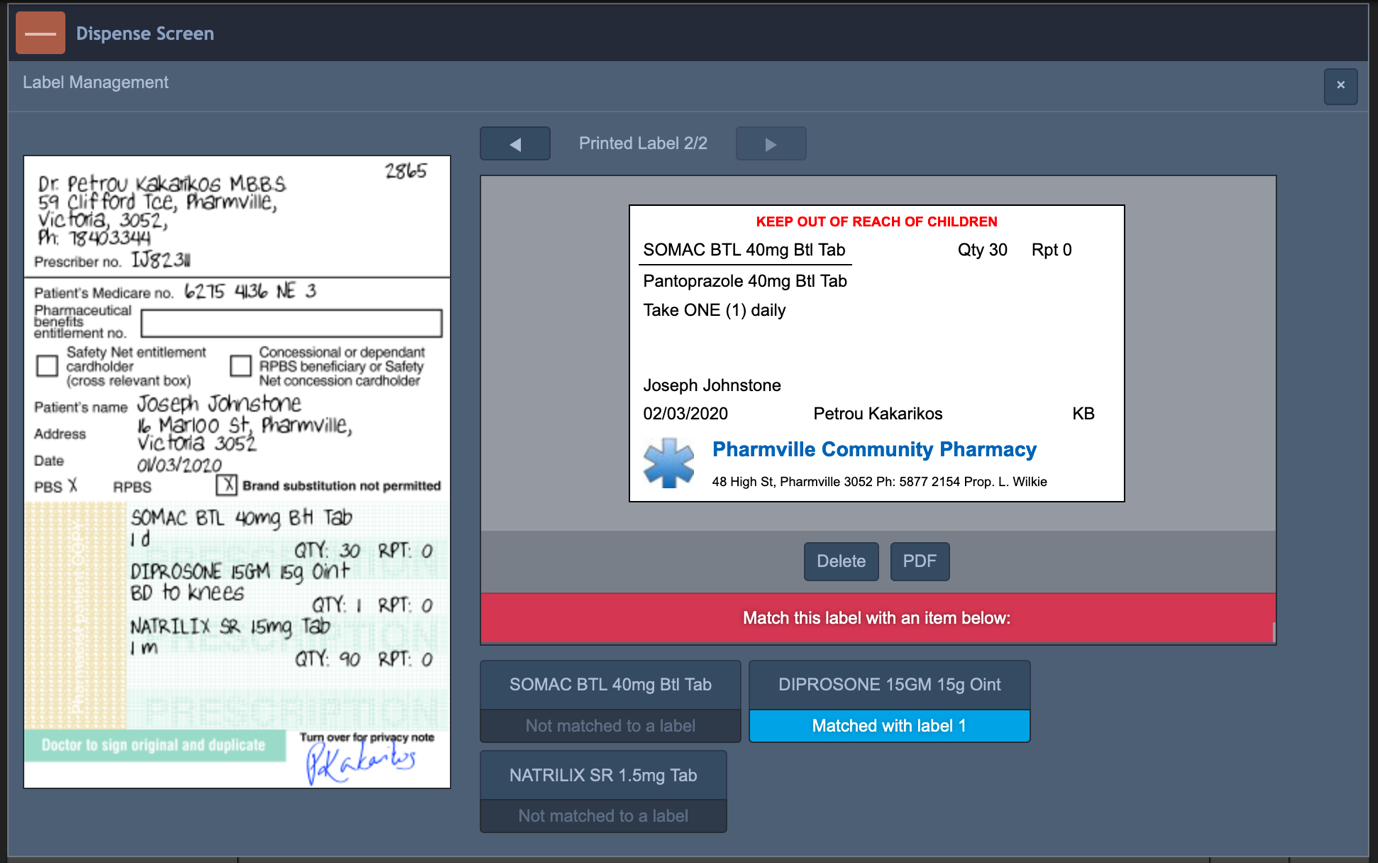 Dispense Screen
Label Management
×
2865
Dr. Petrou Kakarikos M.B.B.S
59 Clifford Tce, Pharmville,
Victoria, 3052,
Ph: 78403344
Prescriber no. IJ82311
Patient's Medicare no. 6275 4136 NE 3
Pharmaceutical
benefits
entitlement no.
Safety Net entitlement
cardholder
(cross relevant box)
Concessional or dependant
RPBS beneficiary or Safety
Net concession cardholder
Patient's name Joseph Johnstone
Address 16 Marloo St, Pharmville,
Victoria 3052
Date 01/03/2020
PBS X RPBS X Brand substitution not permitted
SOMAC BTL 40mg Btl Tab
1 d
QTY: 30 RPT: 0
DIPROSONE 15GM 15g Oint
BD to knees
QTY: 1 RPT: 0
NATRILIX SR 1.5mg Tab
1 m
QTY: 90 RPT: 0
Pharmacist/patient COPY
PRESCRIPTION
PRESCRIPTION
PRESCRIPTION
Doctor to sign original and duplicate
Turn over for privacy note
PKakarikos
Printed Label 2/2
KEEP OUT OF REACH OF CHILDREN
SOMAC BTL 40mg Btl Tab Qty 30 Rpt 0
Pantoprazole 40mg Btl Tab
Take ONE (1) daily
Joseph Johnstone
02/03/2020 Petrou Kakarikos KB
Pharmville Community Pharmacy
48 High St, Pharmville 3052 Ph: 5877 2154 Prop. L. Wilkie
Delete PDF
Match this label with an item below:
SOMAC BTL 40mg Btl Tab
Not matched to a label
DIPROSONE 15GM 15g Oint
Matched with label 1
NATRILIX SR 1.5mg Tab
Not matched to a label